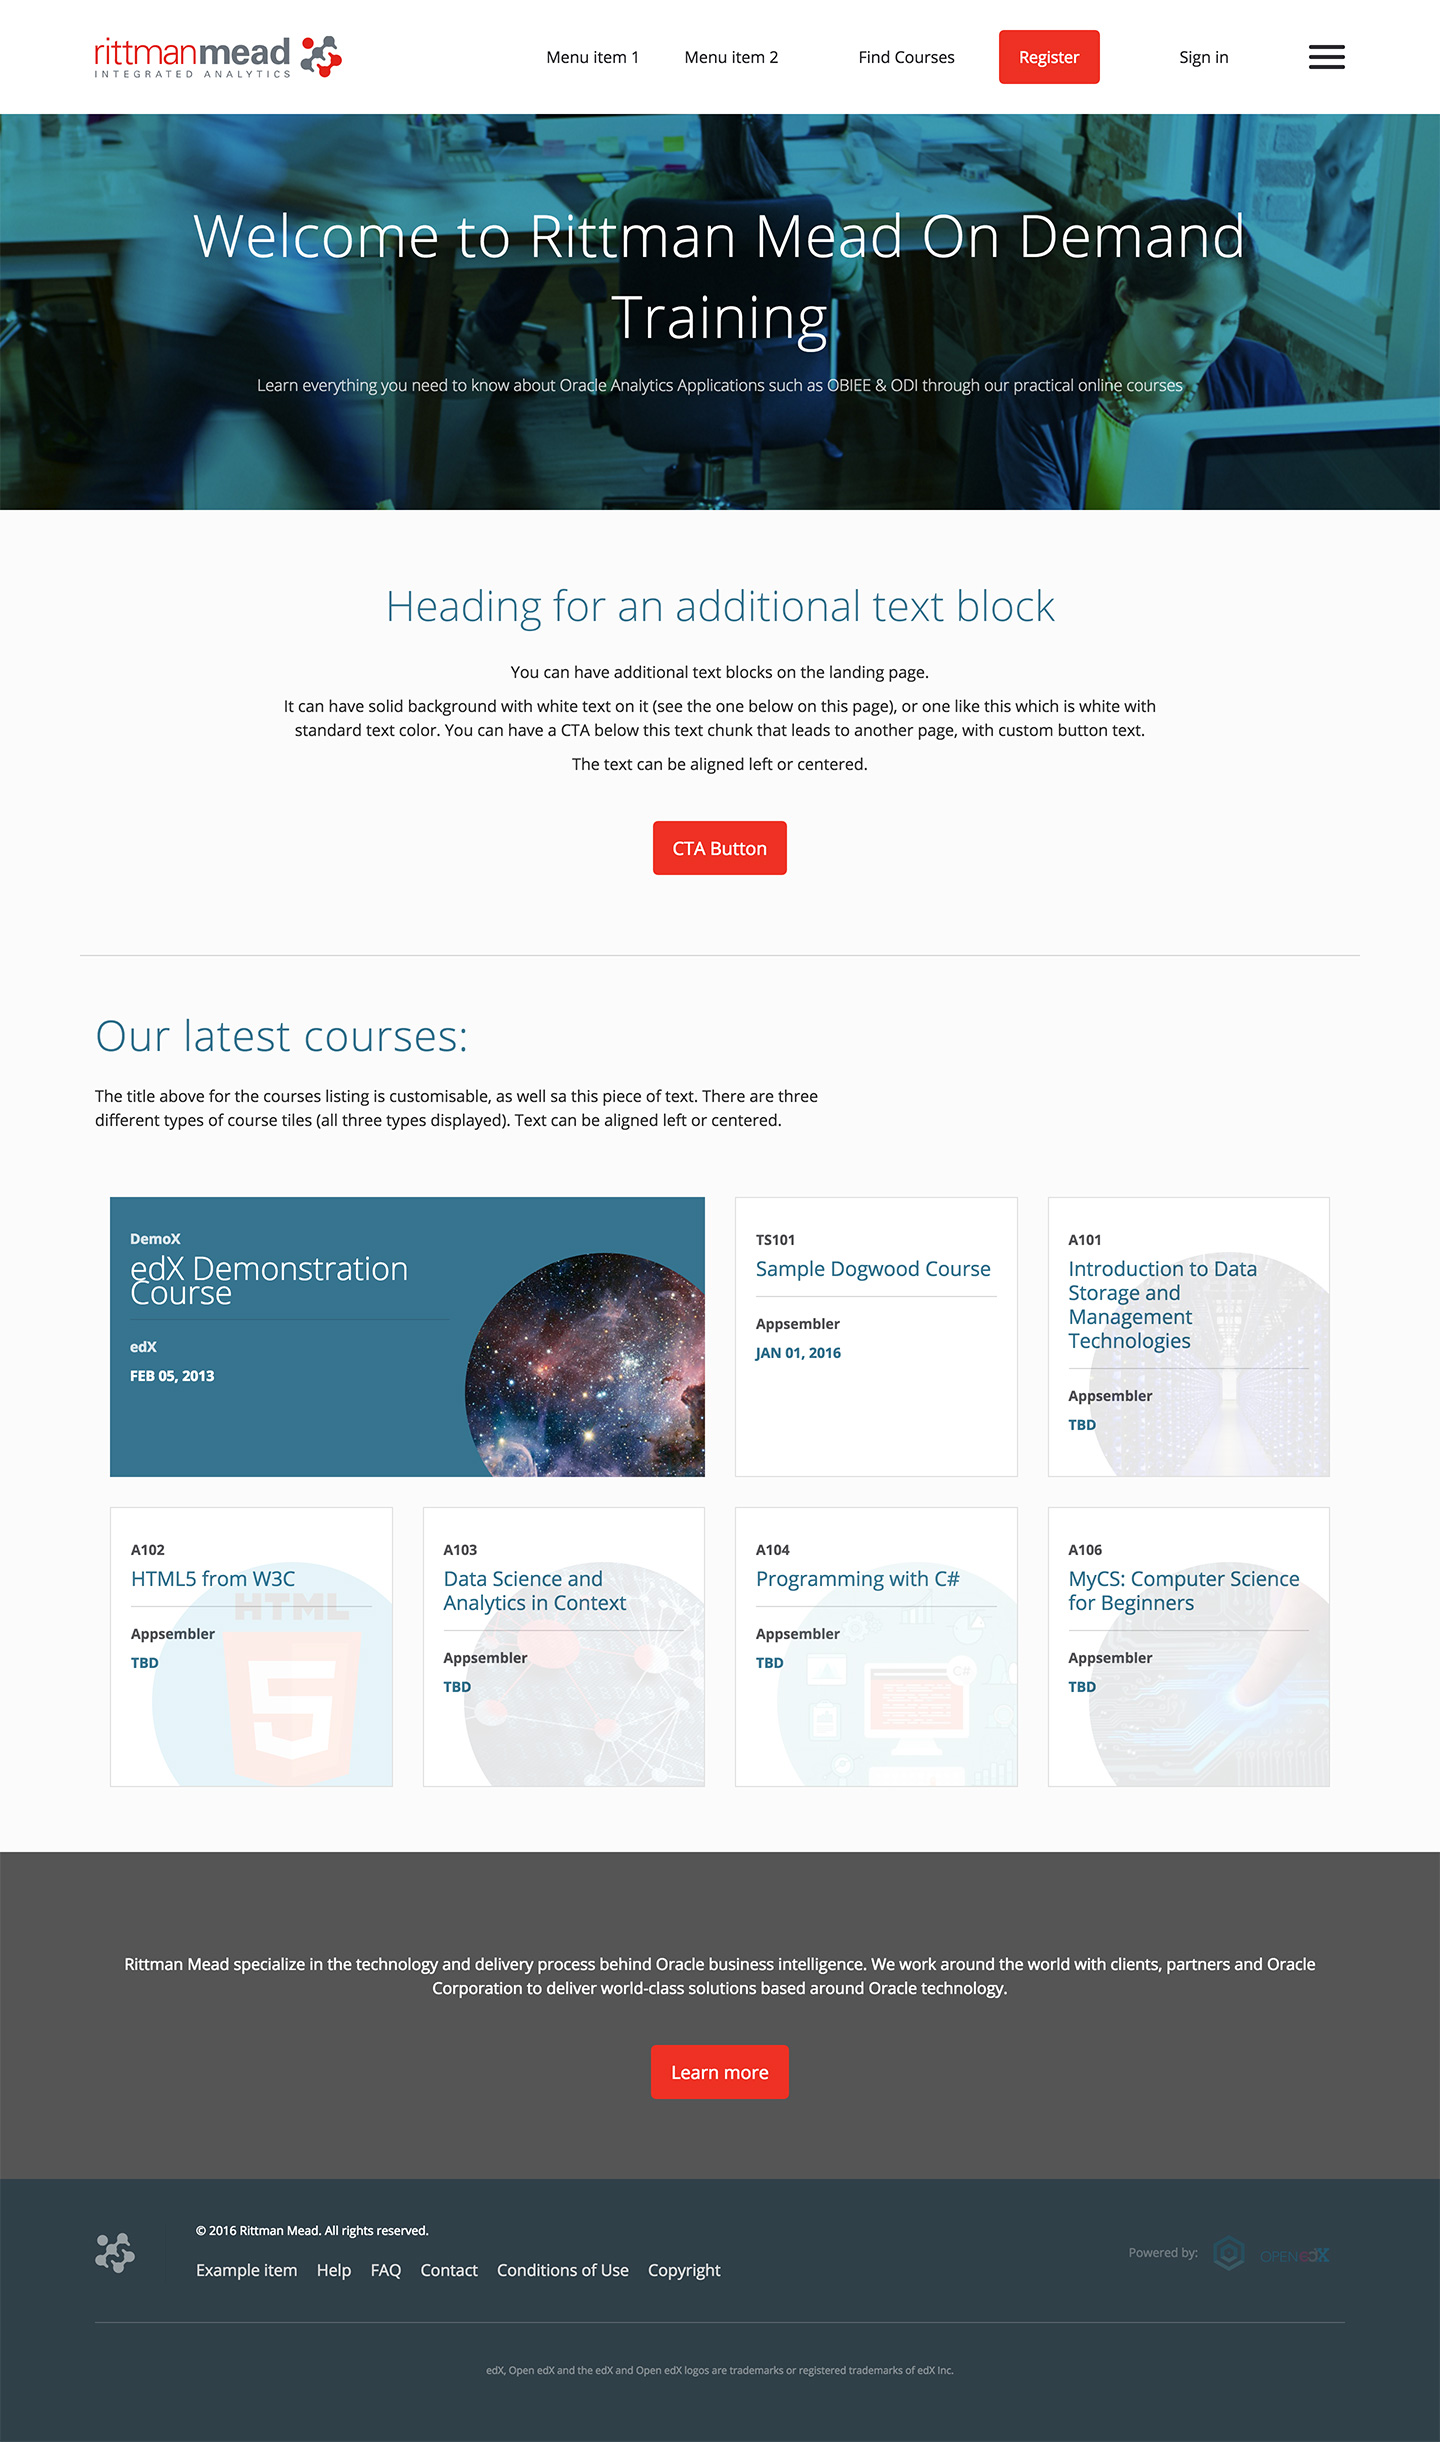 rittmanmead
INTEGRATED ANALYTICS
Menu item 1
Menu item 2
Find Courses
Register
Sign in
Welcome to Rittman Mead On Demand
Training
Learn everything you need to know about Oracle Analytics Applications such as OBIEE & ODI through our practical online courses
Heading for an additional text block
You can have additional text blocks on the landing page.
It can have solid background with white text on it (see the one below on this page), or one like this which is white with
standard text color. You can have a CTA below this text chunk that leads to another page, with custom button text.
The text can be aligned left or centered.
CTA Button
Our latest courses:
The title above for the courses listing is customisable, as well sa this piece of text. There are three
different types of course tiles (all three types displayed). Text can be aligned left or centered.
DemoX
edX Demonstration
Course
edX
FEB 05, 2013
TS101
Sample Dogwood Course
Appsembler
JAN 01, 2016
A101
Introduction to Data
Storage and
Management
Technologies
Appsembler
TBD
A102
HTML5 from W3C
HTML
5
Appsembler
TBD
A103
Data Science and
Analytics in Context
Appsembler
TBD
A104
Programming with C#
C#
Appsembler
TBD
A106
MyCS: Computer Science
for Beginners
Appsembler
TBD
Rittman Mead specialize in the technology and delivery process behind Oracle business intelligence. We work around the world with clients, partners and Oracle
Corporation to deliver world-class solutions based around Oracle technology.
Learn more
© 2016 Rittman Mead. All rights reserved.
Example item
Help
FAQ
Contact
Conditions of Use
Copyright
Powered by:
OPEN edX
edX, Open edX and the edX and Open edX logos are trademarks or registered trademarks of edX Inc.